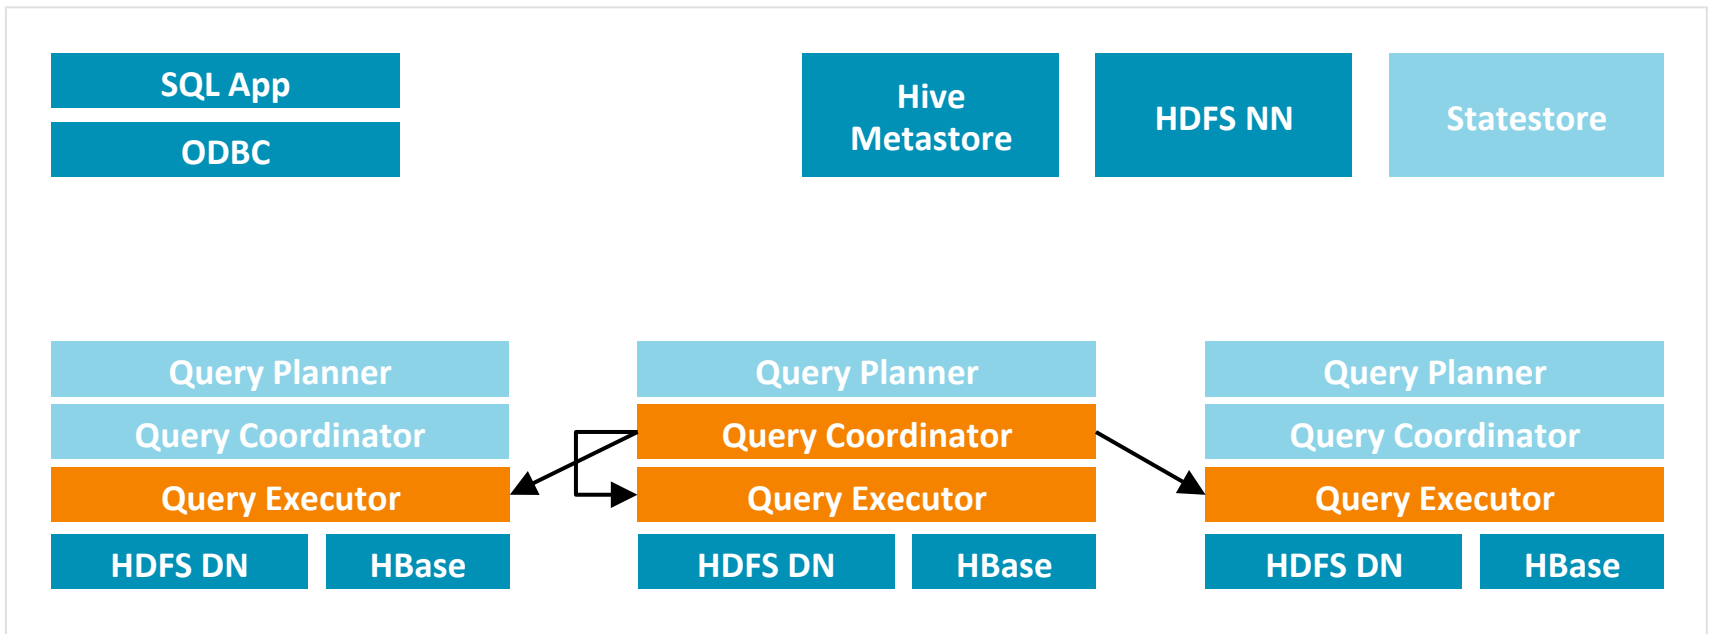 SQL App
ODBC
Hive
Metastore
HDFS NN
Statestore
Query Planner
Query Coordinator
Query Executor
HDFS DN
HBase
Query Planner
Query Coordinator
Query Executor
HDFS DN
HBase
Query Planner
Query Coordinator
Query Executor
HDFS DN
HBase